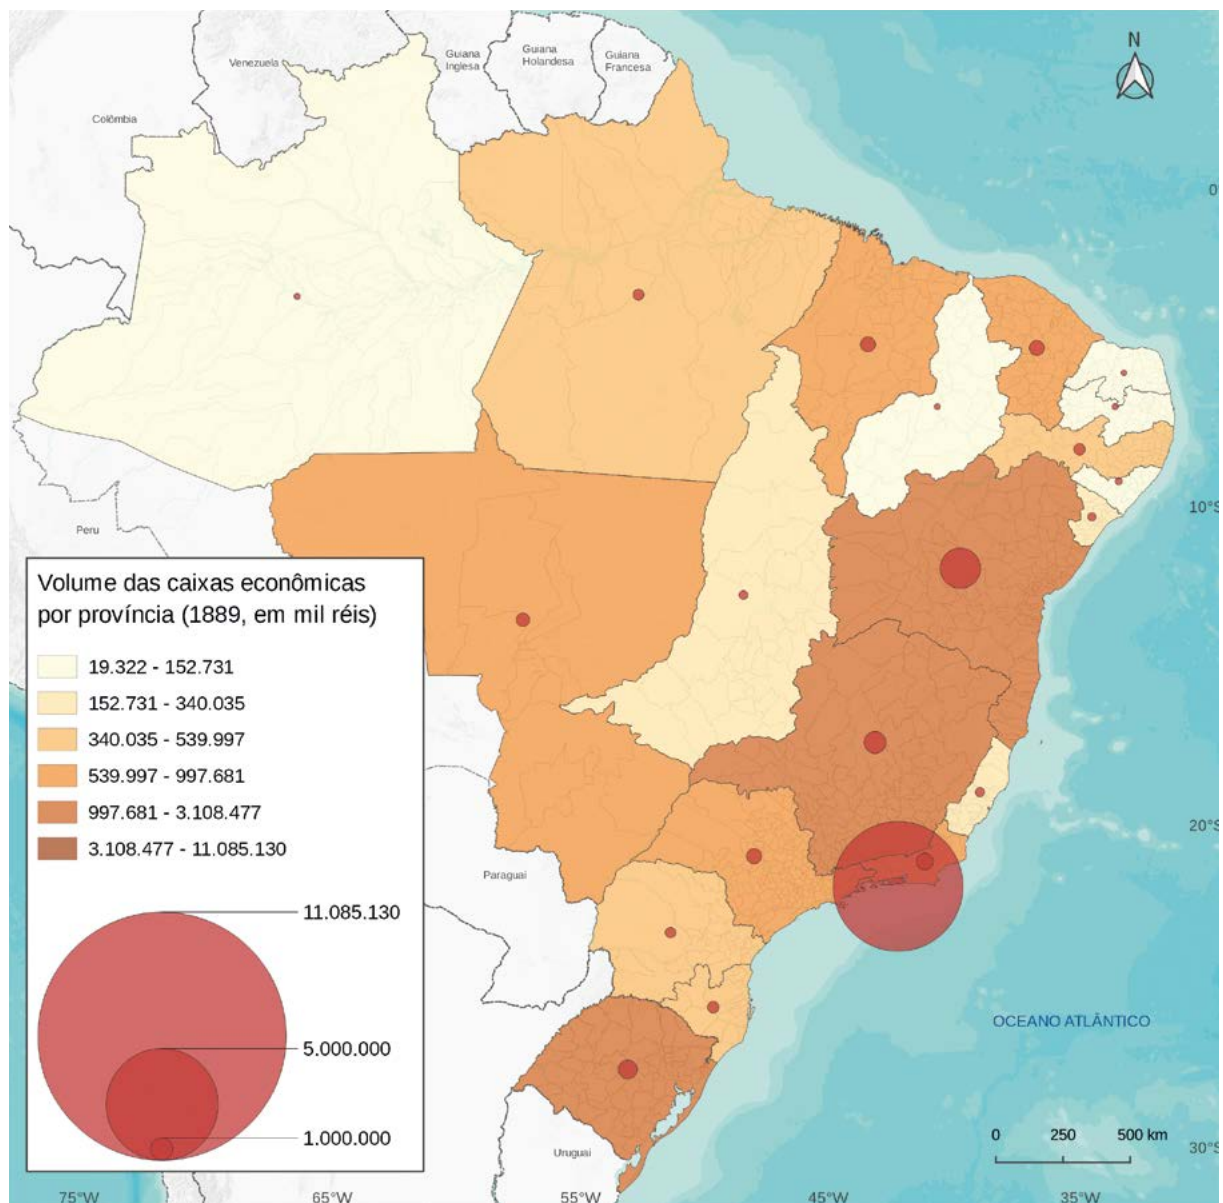 N
Venezuela
Guiana
Inglesa
Guiana
Holandesa
Guiana
Francesa
Colômbia
0
10°S
Peru
Volume das caixas econômicas
por província (1889, em mil réis)
19.322 - 152.731
152.731 - 340.035
340.035 - 539.997
539.997 - 997.681
997.681 - 3.108.477
3.108.477 - 11.085.130
11.085.130
5.000.000
1.000.000
20°S
Paraguai
OCEANO ATLÂNTICO
Uruguai
0 250 500 km
30°S
75°W 65°W 55°W 45°W 35°W